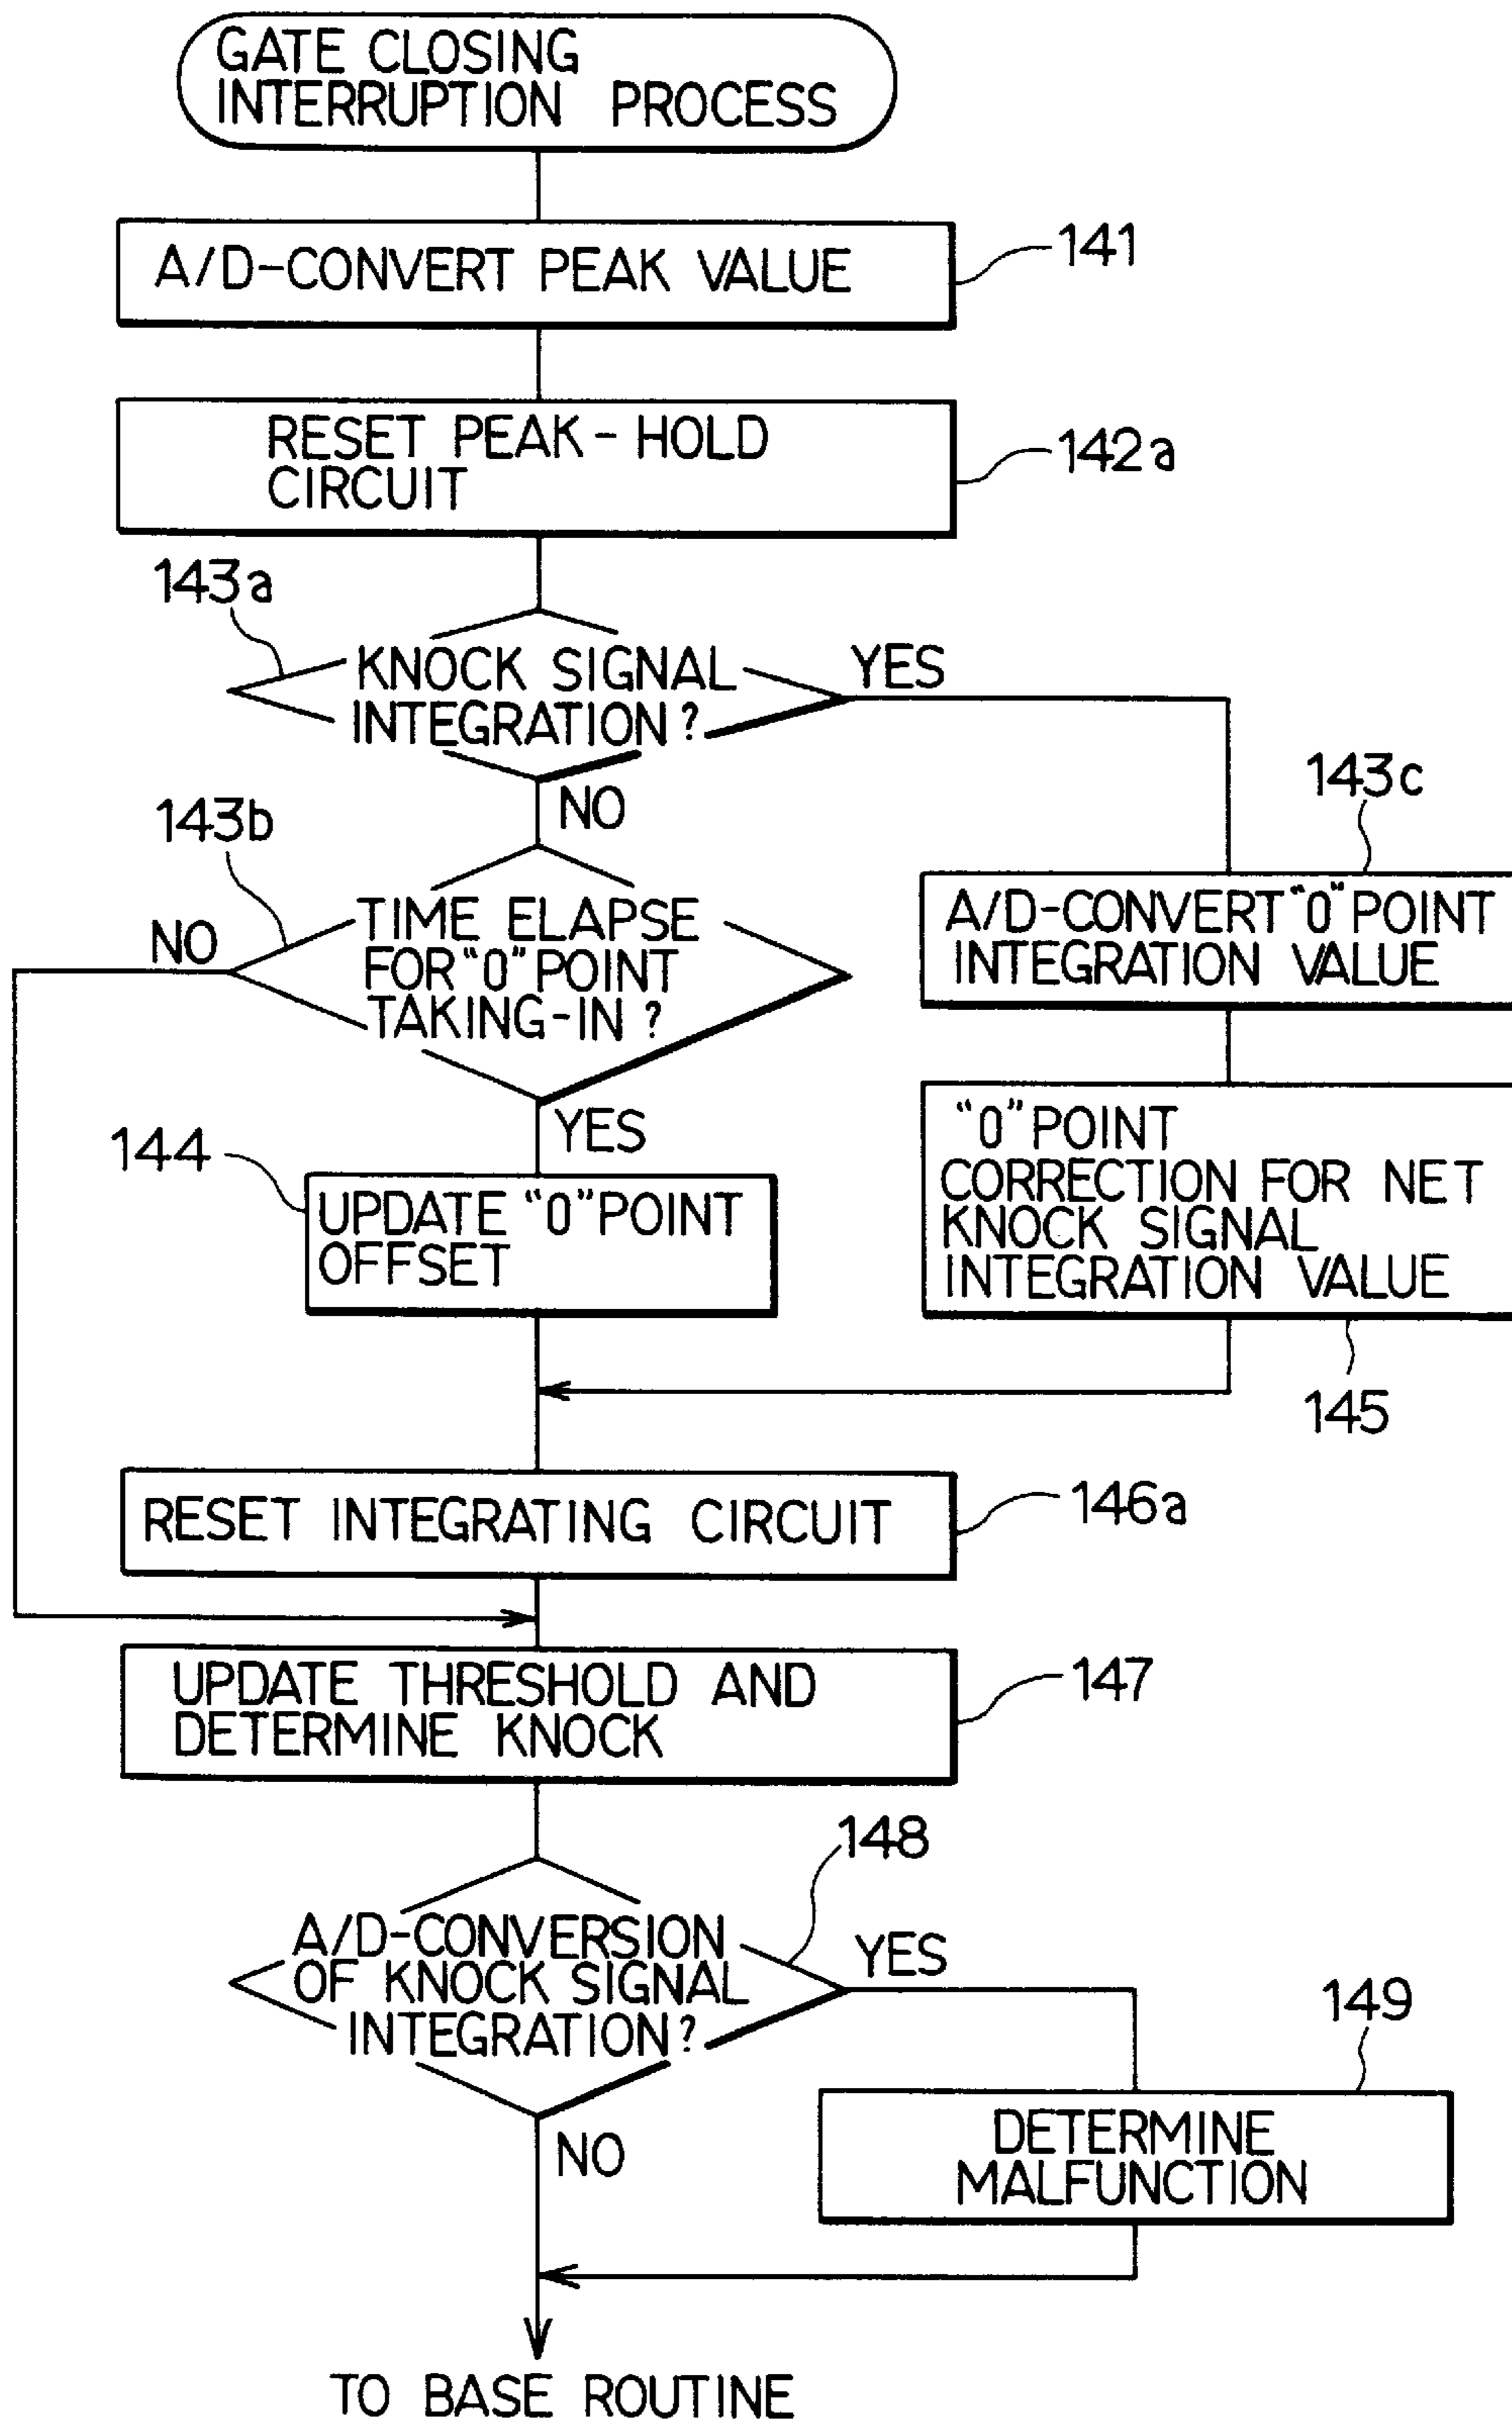 GATE CLOSING
INTERRUPTION PROCESS
A/D-CONVERT PEAK VALUE
141
RESET PEAK-HOLD
CIRCUIT
142a
143a
KNOCK SIGNAL
INTEGRATION?
YES
NO
143b
143c
NO
TIME ELAPSE
FOR "0" POINT
TAKING-IN?
A/D-CONVERT "0" POINT
INTEGRATION VALUE
YES
144
UPDATE "0" POINT
OFFSET
"0" POINT
CORRECTION FOR NET
KNOCK SIGNAL
INTEGRATION VALUE
145
RESET INTEGRATING CIRCUIT
146a
UPDATE THRESHOLD AND
DETERMINE KNOCK
147
148
A/D-CONVERSION
OF KNOCK SIGNAL
INTEGRATION?
YES
149
NO
DETERMINE
MALFUNCTION
TO BASE ROUTINE